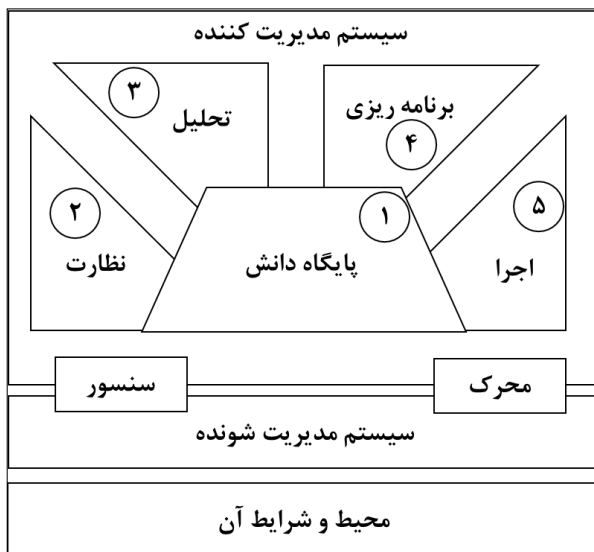 سیستم مدیریت کننده
برنامه ریزی
۴
۳
تحلیل
۵
اجرا
۱
پایگاه دانش
۲
نظارت
محرک
سنسور
سیستم مدیریت شونده
محیط و شرایط آن